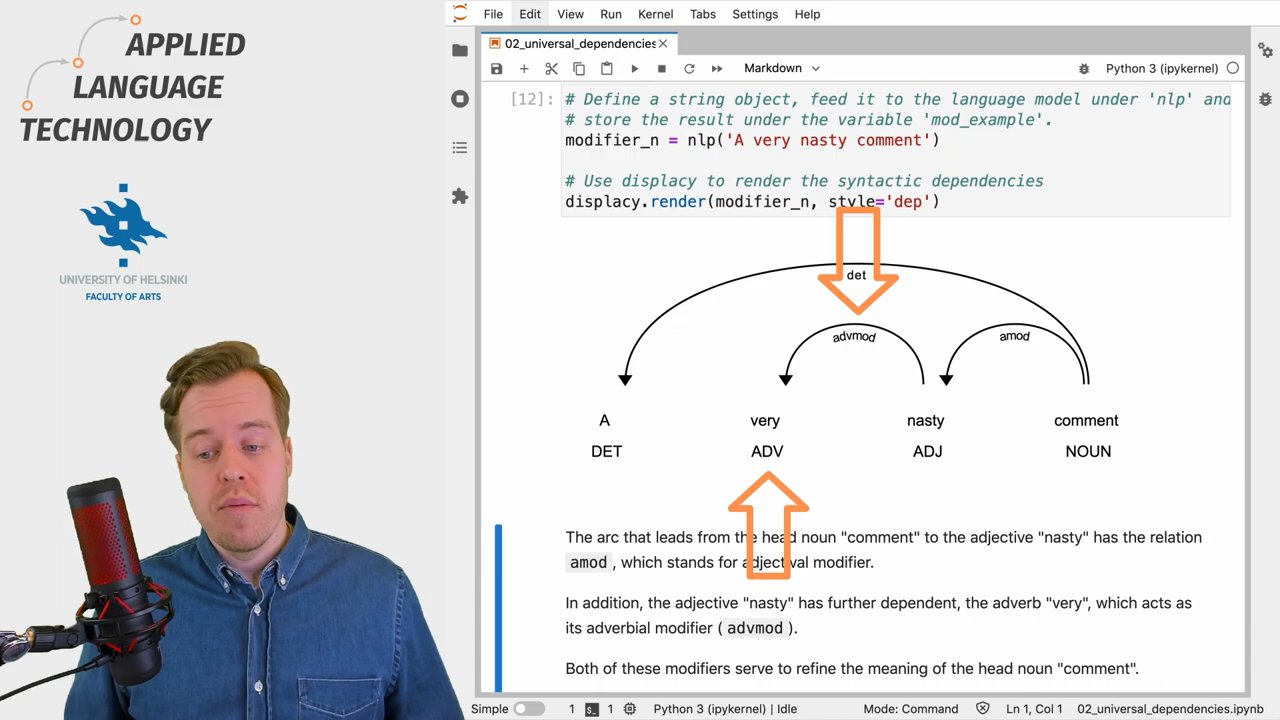 APPLIED
LANGUAGE
TECHNOLOGY
UNIVERSITY OF HELSINKI
FACULTY OF ARTS
File Edit View Run Kernel Tabs Settings Help
02_universal_dependencies
Markdown
Python 3 (ipykernel)
[12]:
# Define a string object, feed it to the language model under 'nlp' and
# store the result under the variable 'mod_example'.
modifier_n = nlp('A very nasty comment')
# Use displacy to render the syntactic dependencies
displacy.render(modifier_n, style='dep')
det
advmod amod
A very nasty comment
DET ADV ADJ NOUN
The arc that leads from the head noun "comment" to the adjective "nasty" has the relation
amod , which stands for adjectival modifier.
In addition, the adjective "nasty" has further dependent, the adverb "very", which acts as
its adverbial modifier ( advmod ).
Both of these modifiers serve to refine the meaning of the head noun "comment".
Simple 1 1 Python 3 (ipykernel) | Idle Mode: Command Ln 1, Col 1 02_universal_dependencies.ipynb